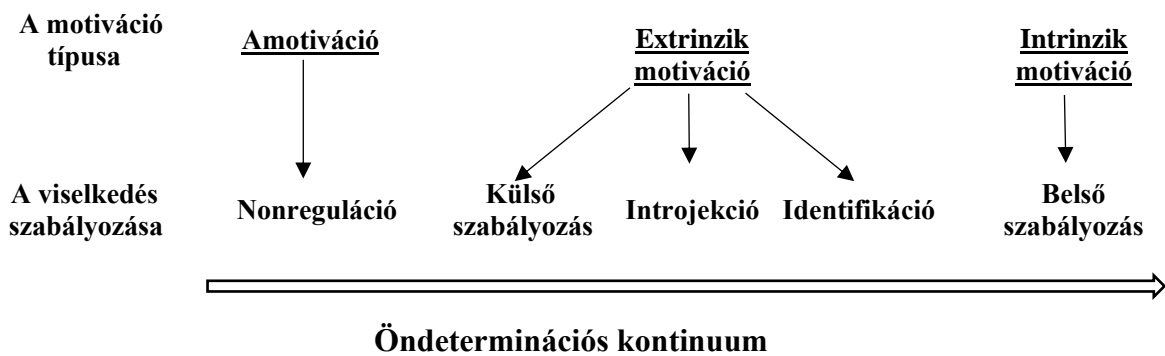 A motiváció
típusa
Amotiváció
Extrinzik
motiváció
Intrinzik
motiváció
A viselkedés
szabályozása
Nonreguláció
Külső
szabályozás
Introjekció
Identifikáció
Belső
szabályozás
Öndeterminációs kontinuum